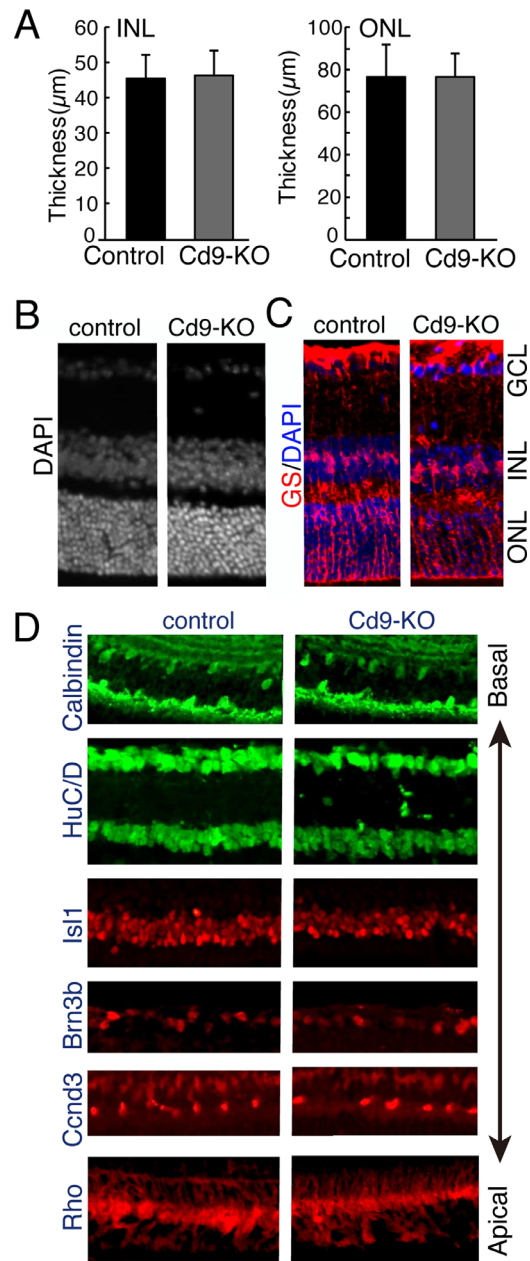 A
INL
ONL
Thickness(µm)
60
50
40
30
20
10
0
Control
Cd9-KO
Thickness(µm)
100
80
60
40
20
0
Control
Cd9-KO
B
control
Cd9-KO
DAPI
C
control
Cd9-KO
GS/DAPI
GCL
INL
ONL
D
control
Cd9-KO
Calbindin
HuC/D
Isl1
Brn3b
Ccnd3
Rho
Basal
Apical